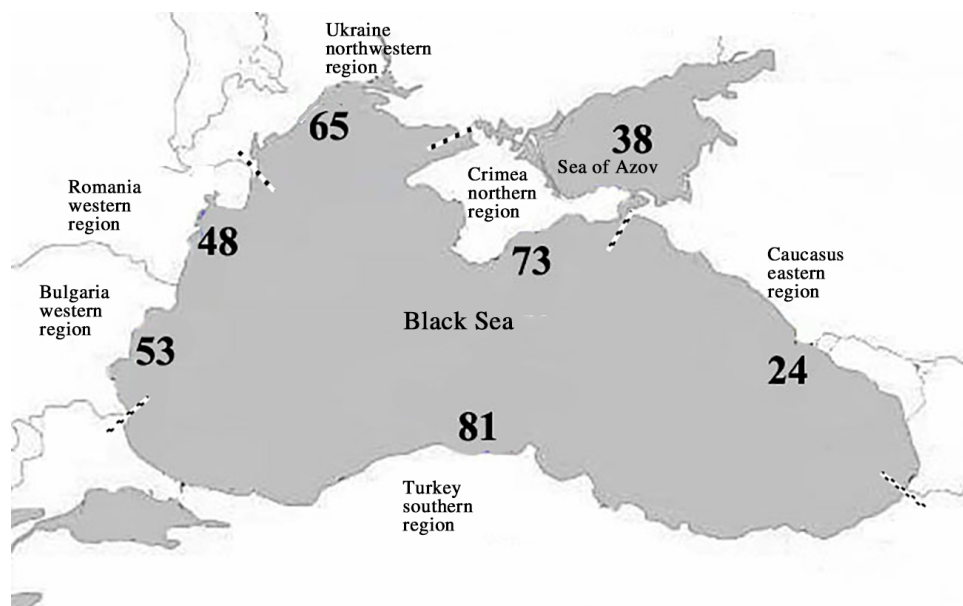 Ukraine
northwestern
region
65
38
Sea of Azov
Crimea
northern
region
Romania
western
region
48
73
Caucasus
eastern
region
Bulgaria
western
region
Black Sea
53
24
81
Turkey
southern
region